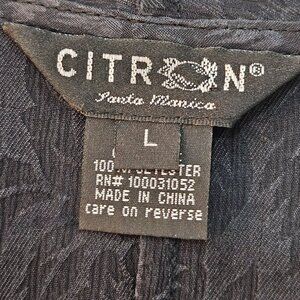 CITRON®
Santa Monica
L
100% POLYESTER
RN# 100031052
MADE IN CHINA
care on reverse